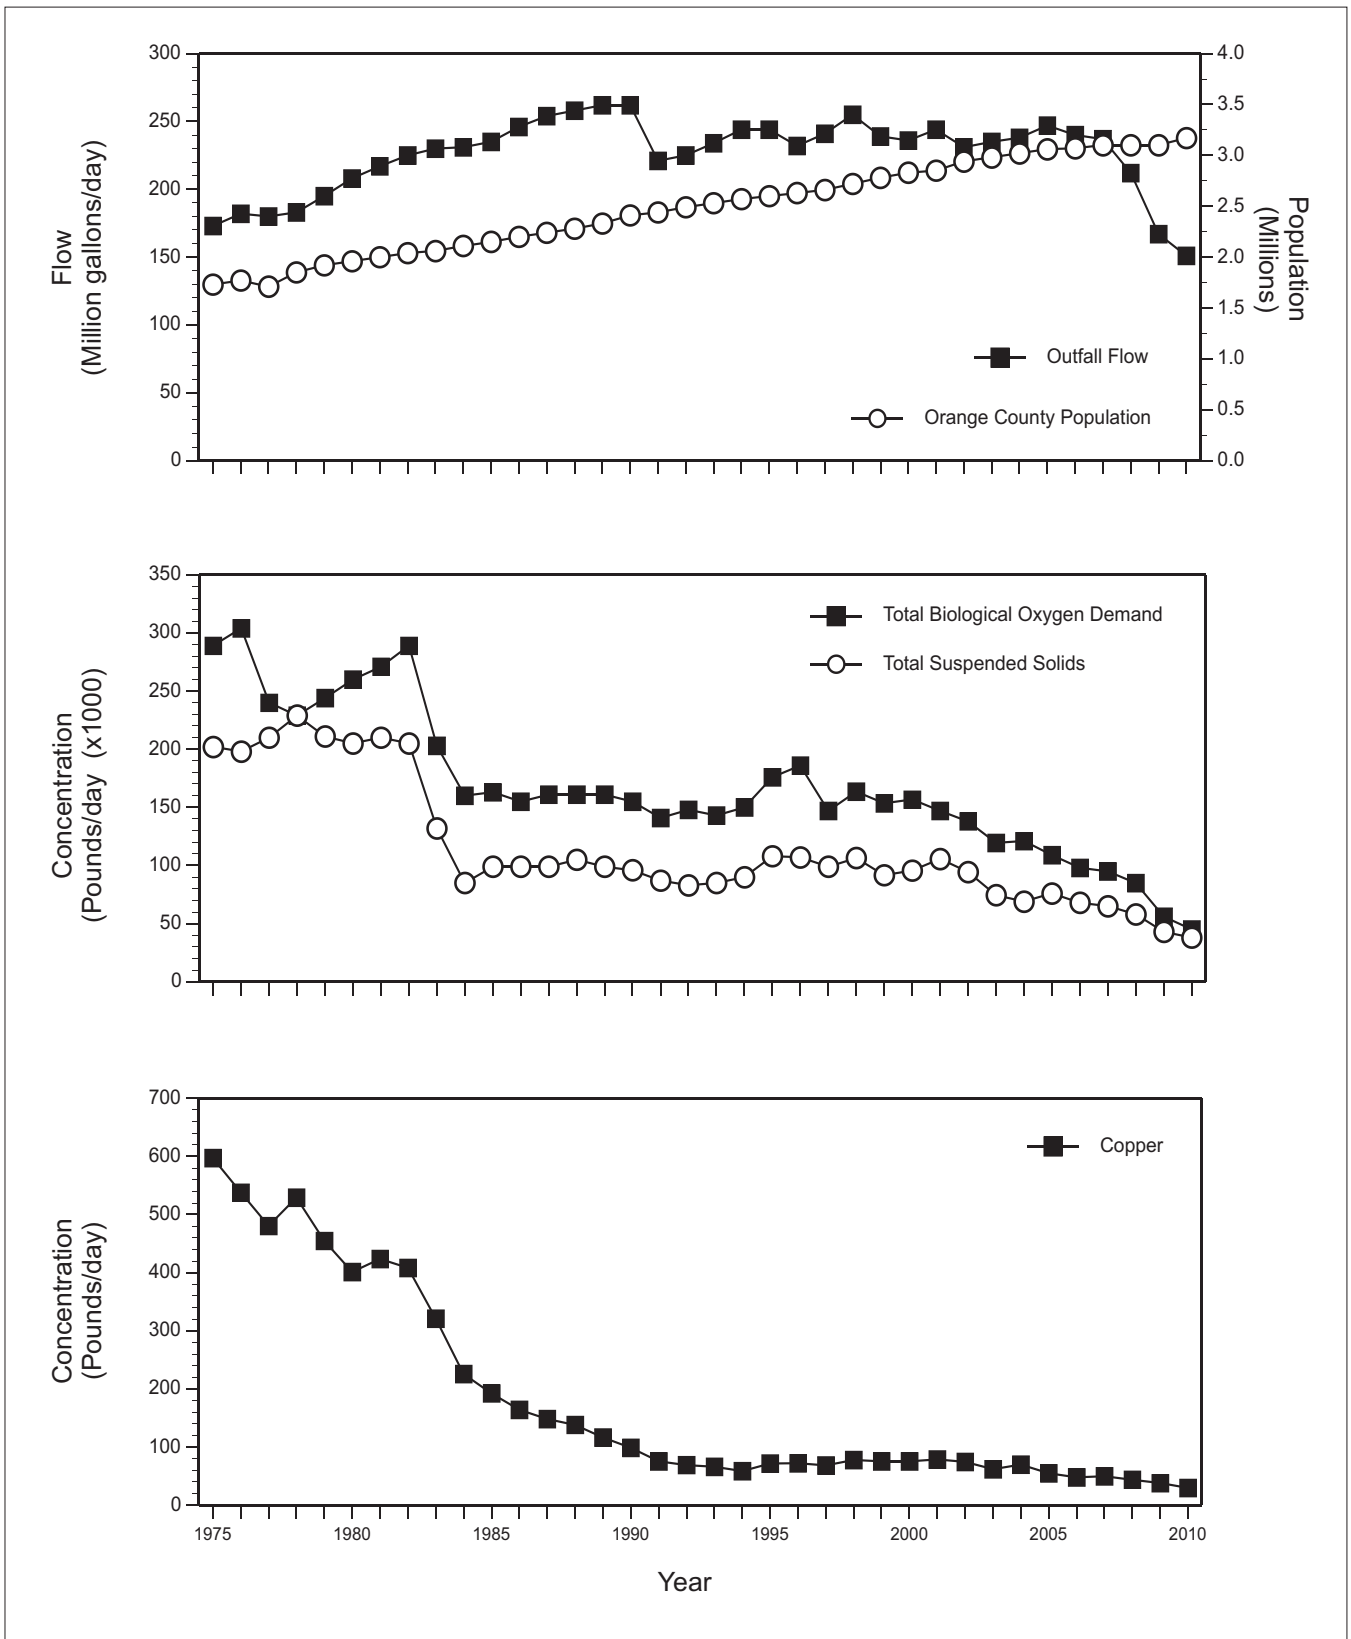 300
250
200
150
100
50
0
Flow
(Million gallons/day)
4.0
3.5
3.0
2.5
2.0
1.5
1.0
0.5
0.0
Population
(Millions)
Outfall Flow
Orange County Population
350
300
250
200
150
100
50
0
Concentration
(Pounds/day (x1000)
Total Biological Oxygen Demand
Total Suspended Solids
700
600
500
400
300
200
100
0
Concentration
(Pounds/day)
Copper
1975 1980 1985 1990 1995 2000 2005 2010
Year